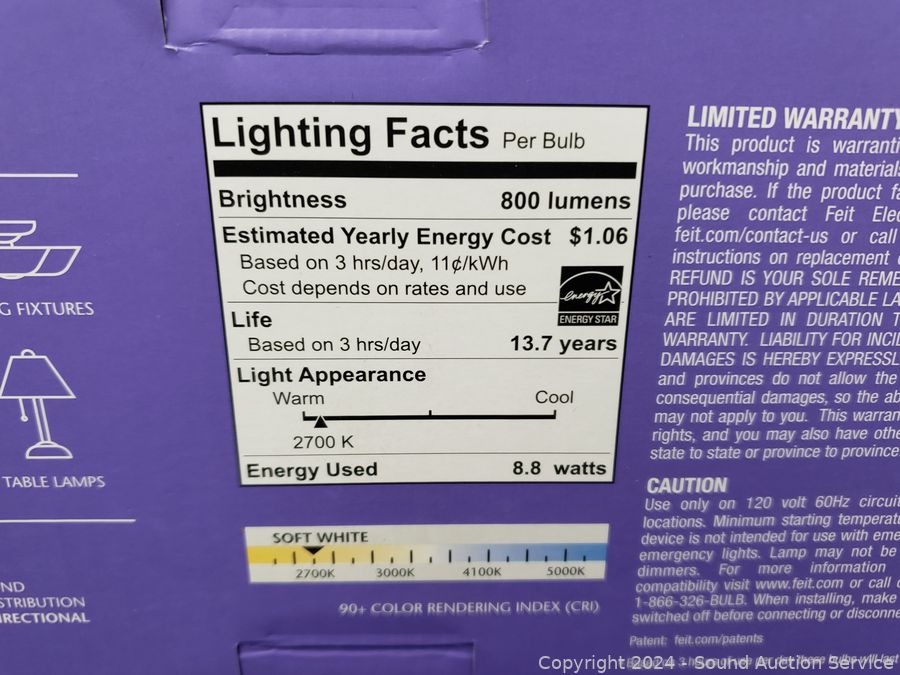 Lighting Facts Per Bulb
Brightness 800 lumens
Estimated Yearly Energy Cost $1.06
Based on 3 hrs/day, 11¢/kWh
Cost depends on rates and use
energy
ENERGY STAR
Life
Based on 3 hrs/day 13.7 years
Light Appearance
Warm Cool
2700 K
Energy Used 8.8 watts
SOFT WHITE
2700K 3000K 4100K 5000K
90+ COLOR RENDERING INDEX (CRI)
G FIXTURES
TABLE LAMPS
ND
STRIBUTION
IRECTIONAL
LIMITED WARRANTY
This product is warranti
workmanship and materials
purchase. If the product fa
please contact Feit Elec
feit.com/contact-us or call
instructions on replacement
REFUND IS YOUR SOLE REME
PROHIBITED BY APPLICABLE LA
ARE LIMITED IN DURATION T
WARRANTY. LIABILITY FOR INCID
DAMAGES IS HEREBY EXPRESSL
and provinces do not allow the
consequential damages, so the ab
may not apply to you. This warran
rights, and you may also have othe
state to state or province to province
CAUTION
Use only on 120 volt 60Hz circuit
locations. Minimum starting temperatu
device is not intended for use with eme
emergency lights. Lamp may not be
dimmers. For more information
compatibility visit www.feit.com or call
1-866-326-BULB. When installing, make
switched off before connecting or disconne
Patent: feit.com/patents
these bulbs will last
Copyright 2024 - Sound Auction Service